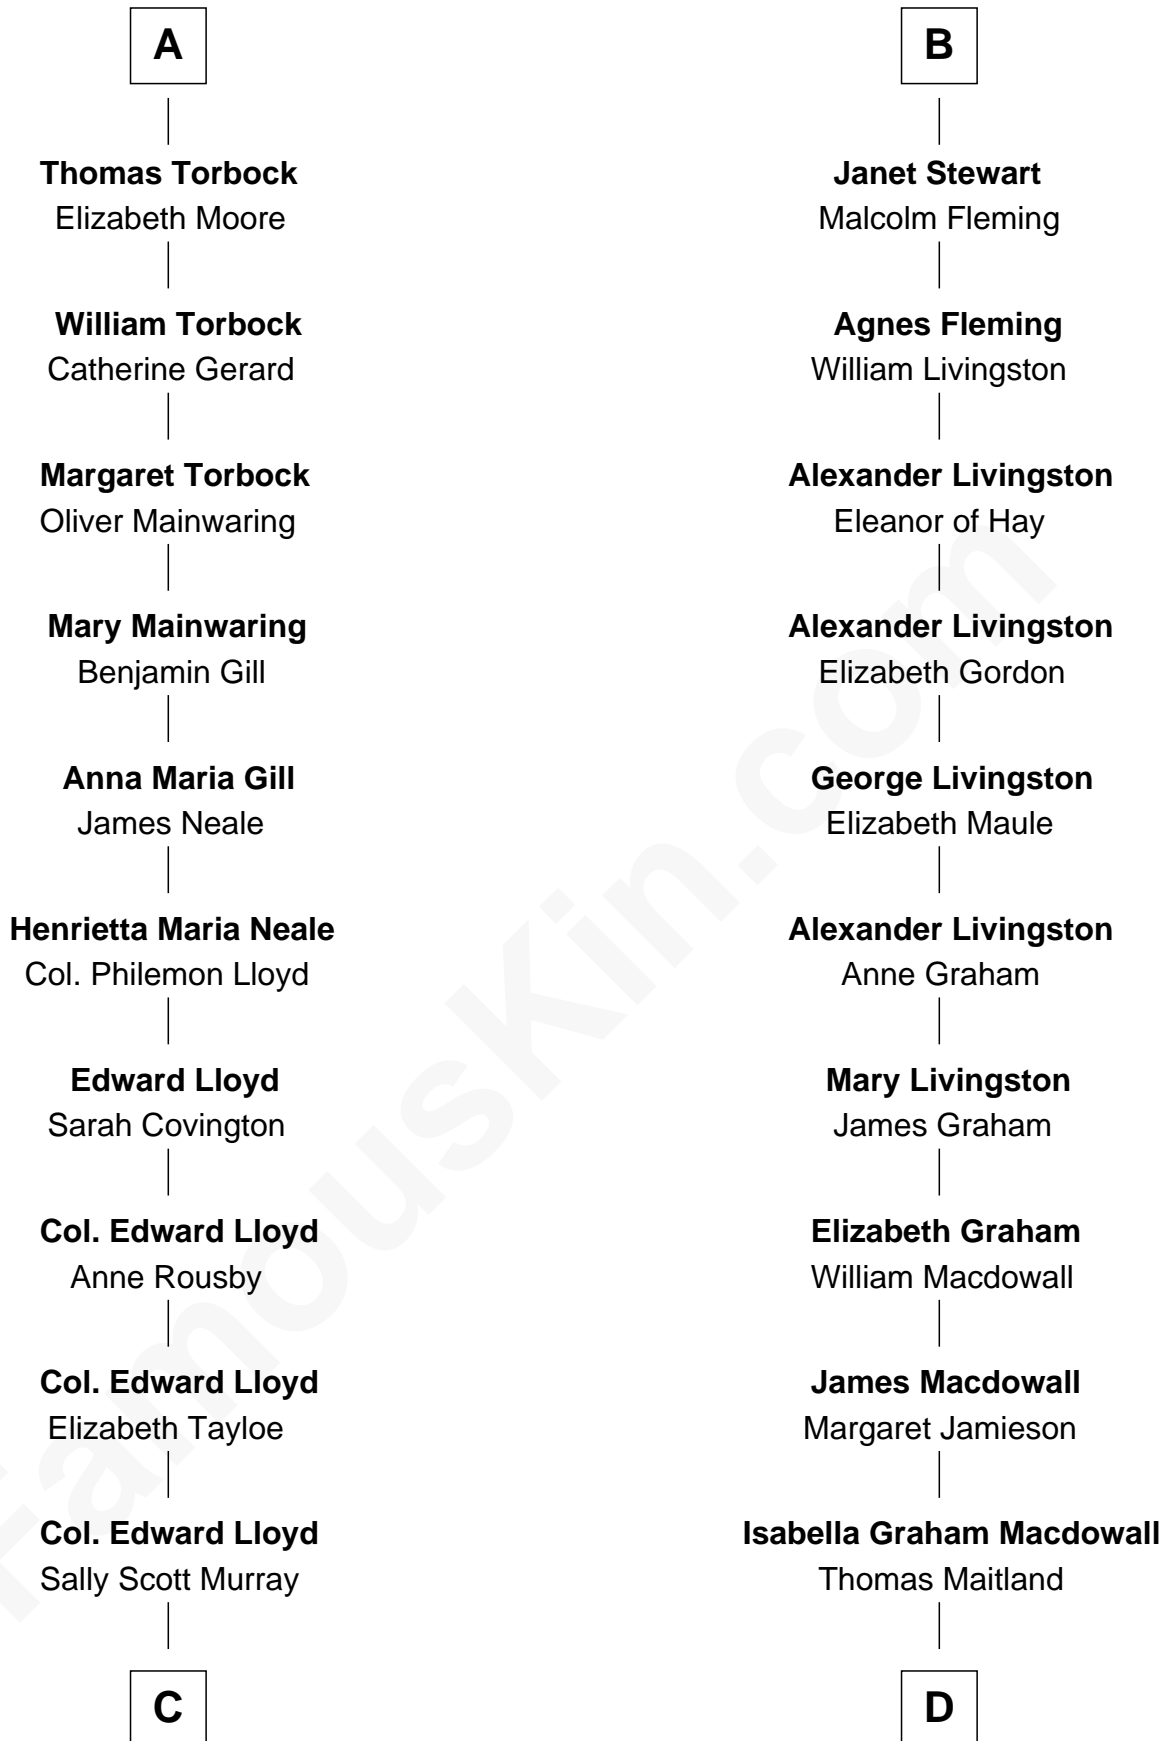 A
Thomas Torbock
Elizabeth Moore
William Torbock
Catherine Gerard
Margaret Torbock
Oliver Mainwaring
Mary Mainwaring
Benjamin Gill
Anna Maria Gill
James Neale
Henrietta Maria Neale
Col. Philemon Lloyd
Edward Lloyd
Sarah Covington
Col. Edward Lloyd
Anne Rousby
Col. Edward Lloyd
Elizabeth Tayloe
Col. Edward Lloyd
Sally Scott Murray
C
B
Janet Stewart
Malcolm Fleming
Agnes Fleming
William Livingston
Alexander Livingston
Eleanor of Hay
Alexander Livingston
Elizabeth Gordon
George Livingston
Elizabeth Maule
Alexander Livingston
Anne Graham
Mary Livingston
James Graham
Elizabeth Graham
William Macdowall
James Macdowall
Margaret Jamieson
Isabella Graham Macdowall
Thomas Maitland
D
FamousKin.com